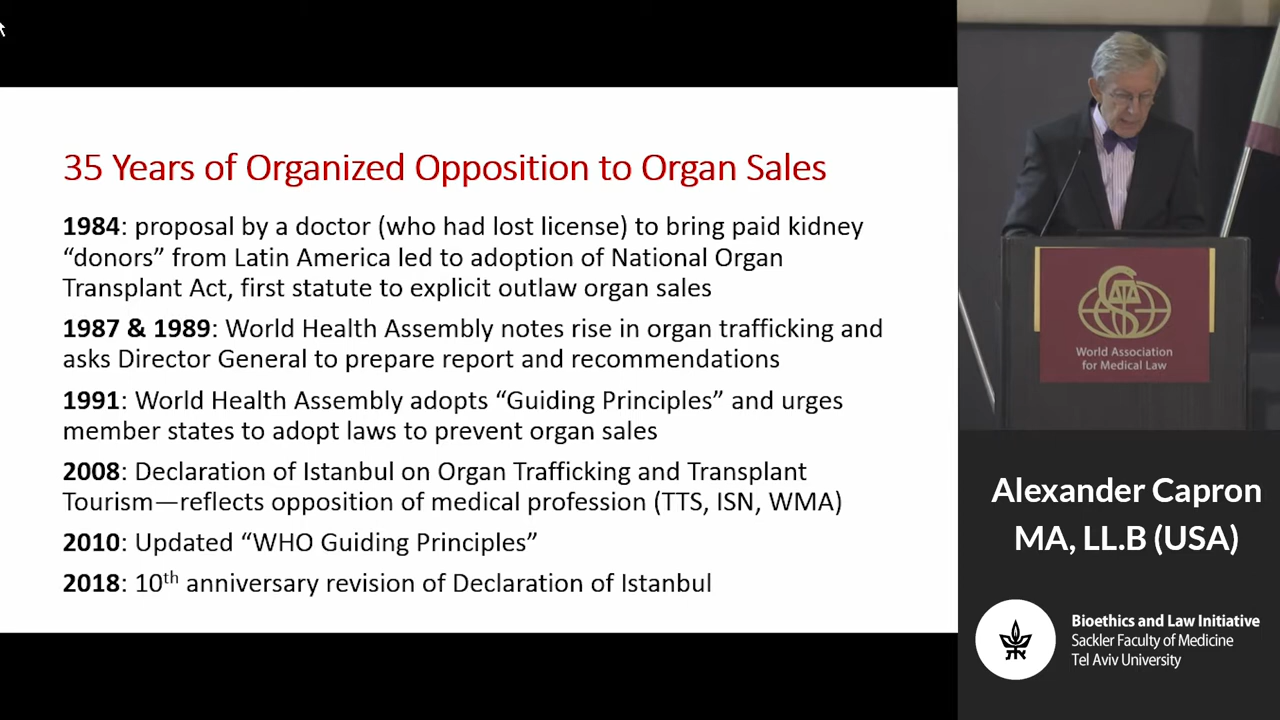 35 Years of Organized Opposition to Organ Sales
1984: proposal by a doctor (who had lost license) to bring paid kidney
“donors” from Latin America led to adoption of National Organ
Transplant Act, first statute to explicit outlaw organ sales
1987 & 1989: World Health Assembly notes rise in organ trafficking and
asks Director General to prepare report and recommendations
1991: World Health Assembly adopts “Guiding Principles” and urges
member states to adopt laws to prevent organ sales
2008: Declaration of Istanbul on Organ Trafficking and Transplant
Tourism—reflects opposition of medical profession (TTS, ISN, WMA)
2010: Updated “WHO Guiding Principles”
2018: 10th anniversary revision of Declaration of Istanbul
World Association
for Medical Law
Alexander Capron
MA, LL.B (USA)
Bioethics and Law Initiative
Sackler Faculty of Medicine
Tel Aviv University